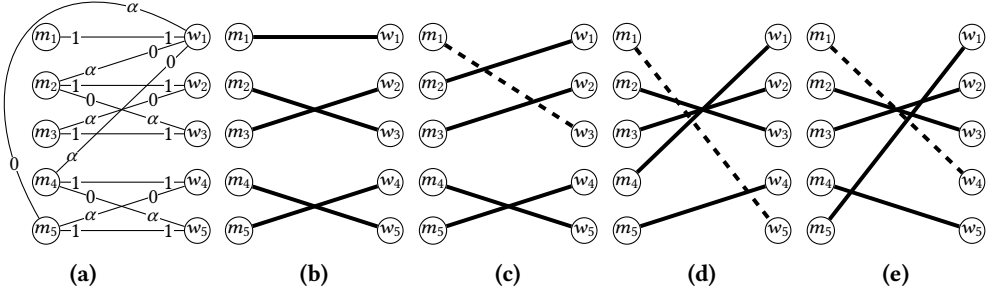 α
m1 1 1 w1 m1 w1 m1 w1 m1 w1 m1 w1
0
α 0
m2 1 1 w2 m2 w2 m2 w2 m2 w2 m2 w2
0 0
α α
m3 1 1 w3 m3 w3 m3 w3 m3 w3 m3 w3
0 α
m4 1 1 w4 m4 w4 m4 w4 m4 w4 m4 w4
0 0
α α
m5 1 1 w5 m5 w5 m5 w5 m5 w5 m5 w5
(a) (b) (c) (d) (e)